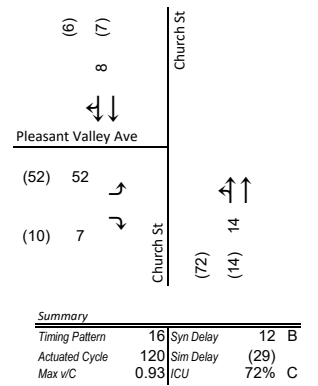 (6) (7)
Church St
8
Pleasant Valley Ave
(52) 52
(10) 7
Church St
14
(72) (14)
Summary
Timing Pattern 16 Syn Delay 12 B
Actuated Cycle 120 Sim Delay (29)
Max v/C 0.93 ICU 72% C